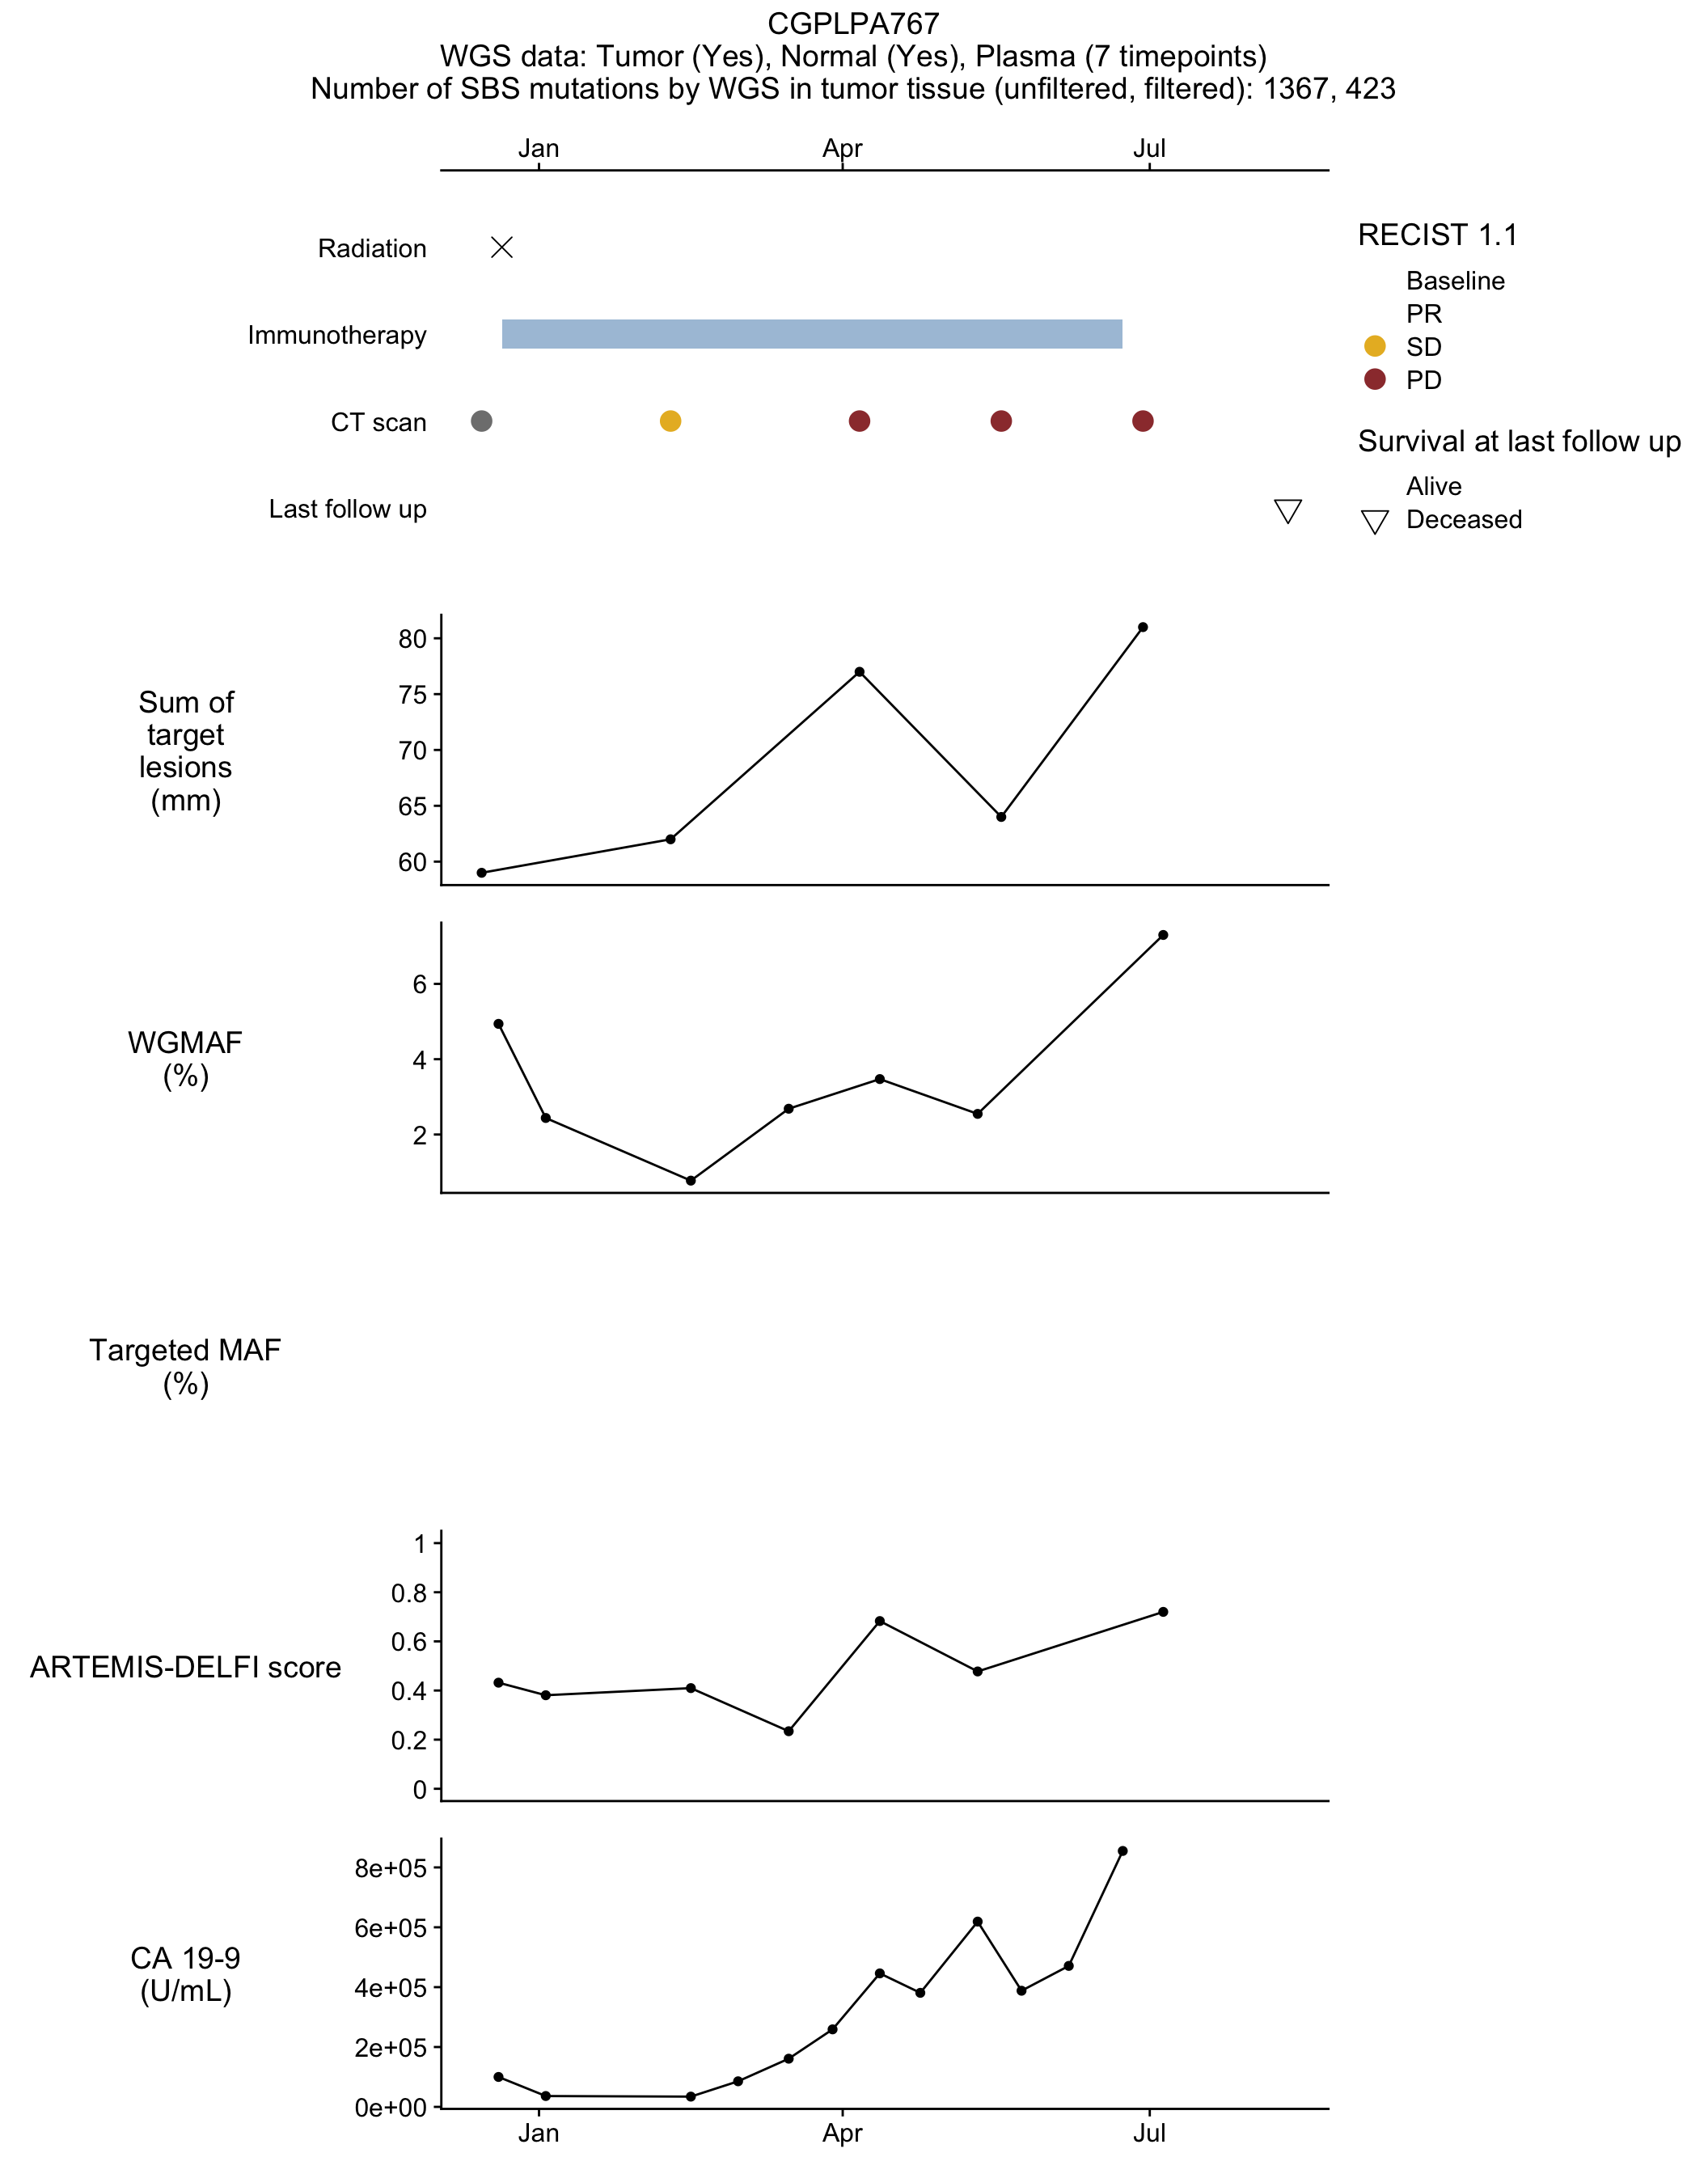 CGPLPA767
WGS data: Tumor (Yes), Normal (Yes), Plasma (7 timepoints)
Number of SBS mutations by WGS in tumor tissue (unfiltered, filtered): 1367, 423
Jan
Apr
Jul
Radiation
Immunotherapy
CT scan
Last follow up
RECIST 1.1
Baseline
PR
SD
PD
Survival at last follow up
Alive
Deceased
Sum of
target
lesions
(mm)
80
75
70
65
60
WGMAF
(%)
6
4
2
Targeted MAF
(%)
ARTEMIS-DELFI score
1
0.8
0.6
0.4
0.2
0
CA 19-9
(U/mL)
8e+05
6e+05
4e+05
2e+05
0e+00
Jan
Apr
Jul